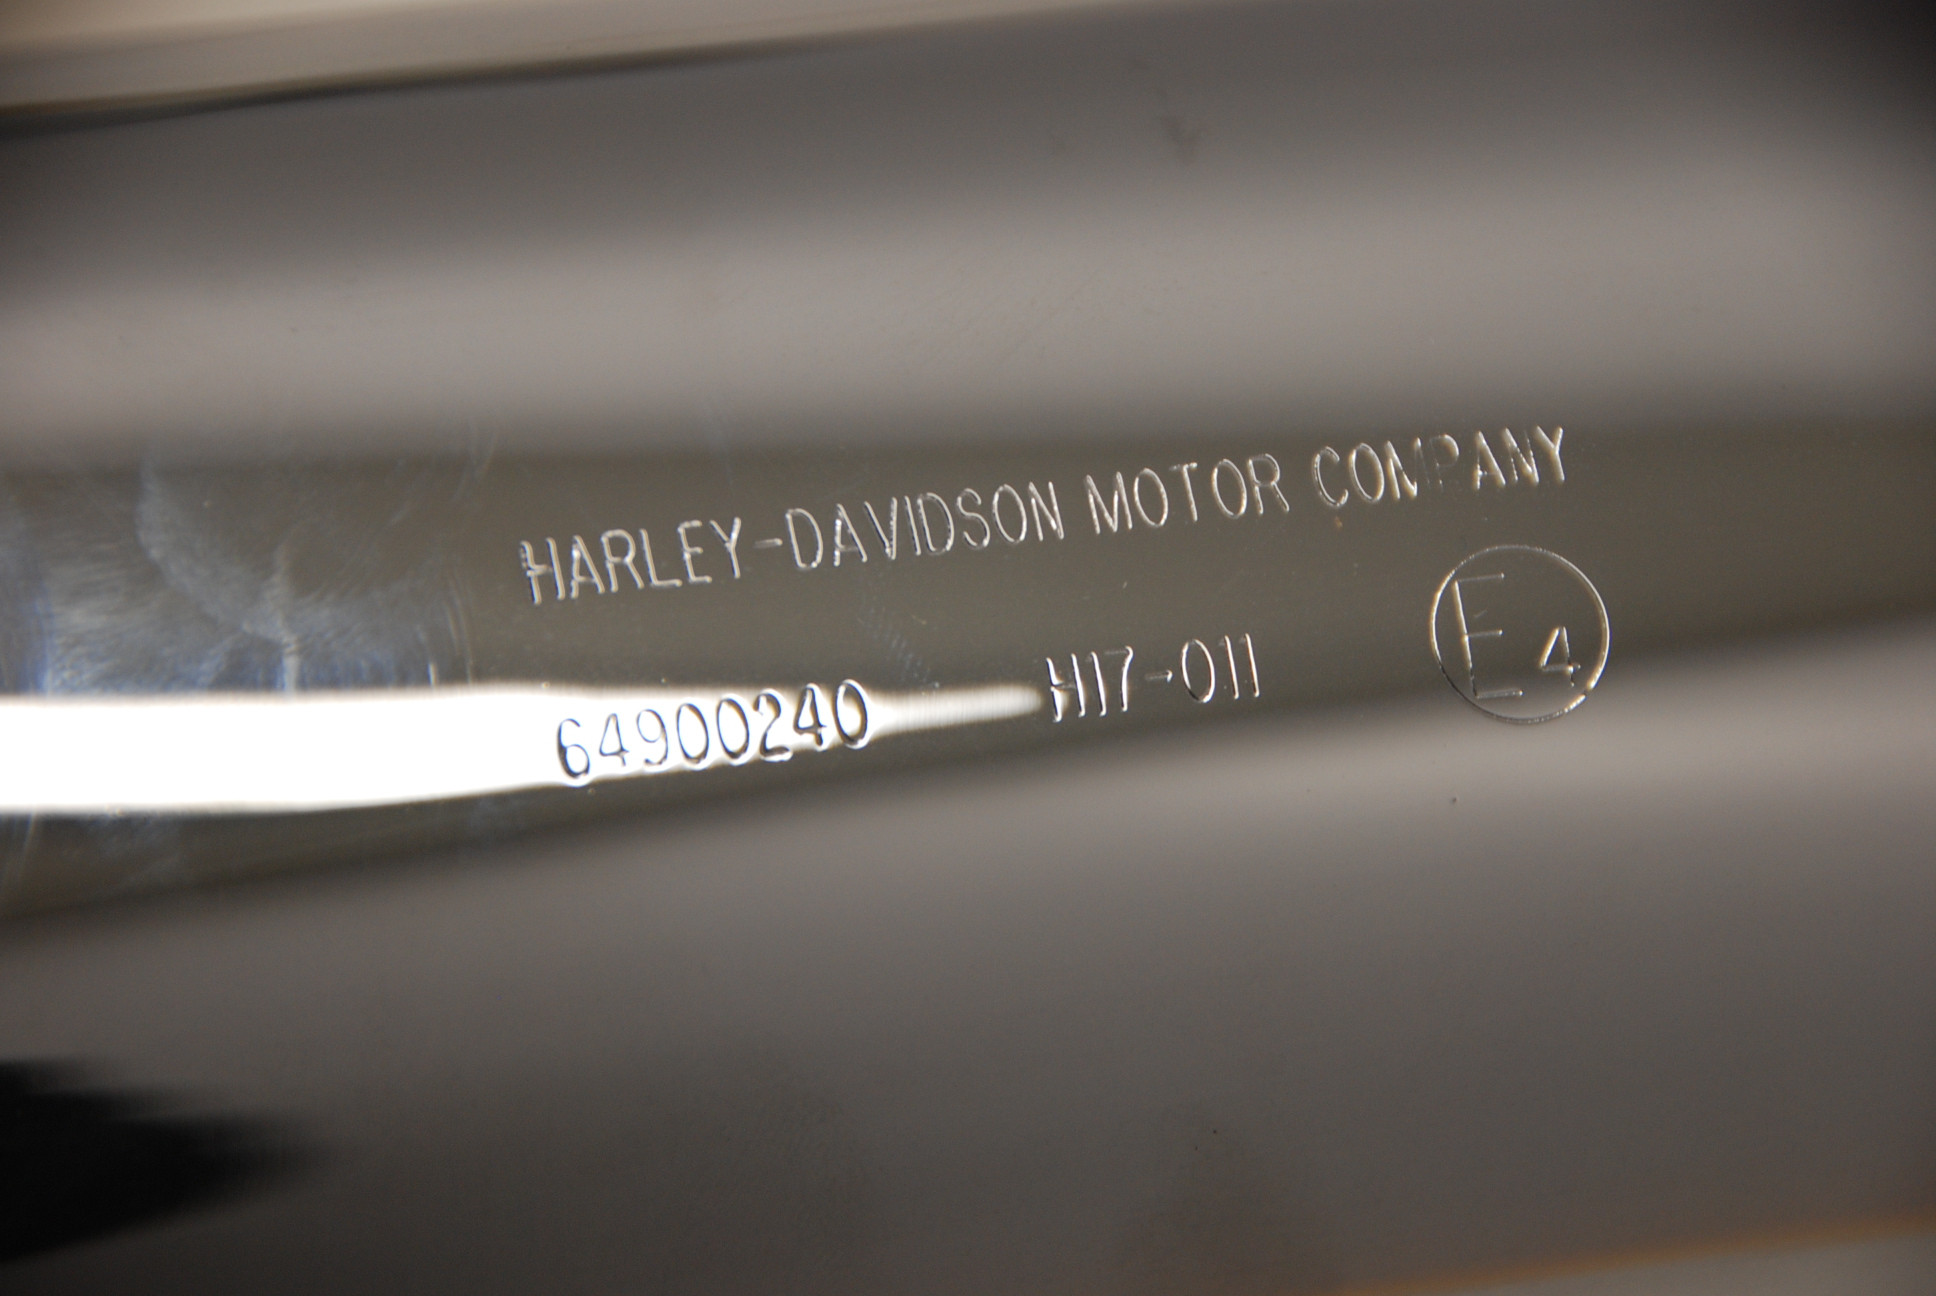 HARLEY-DAVIDSON MOTOR COMPANY
64900240 H17-011 E4